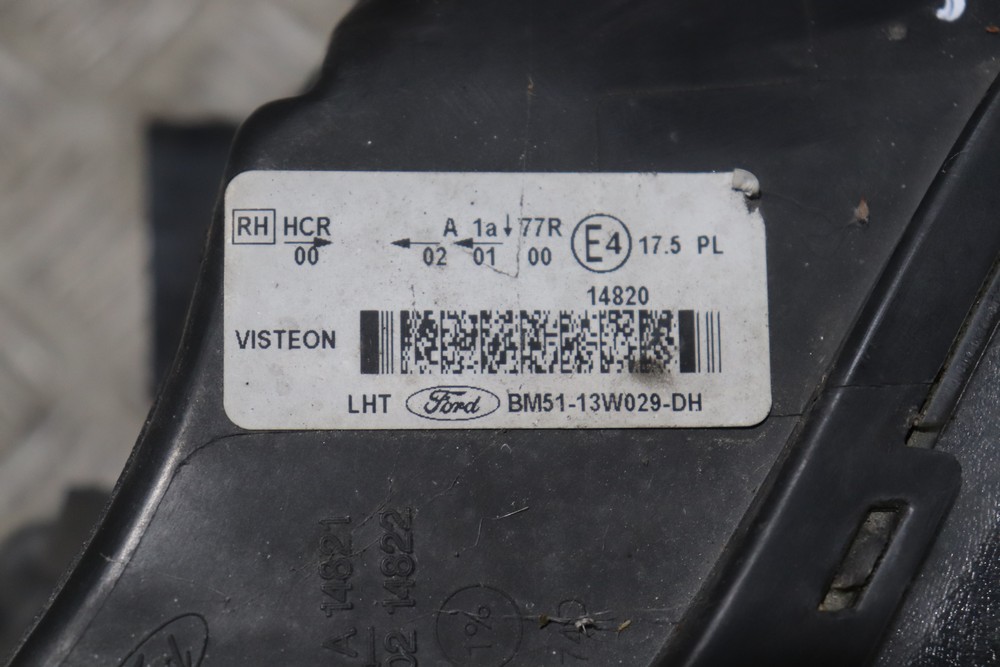 RH HCR A 1a ↓ 77R E4 17.5 PL
00 02 01 00
14820
VISTEON
LHT Ford BM51-13W029-DH
A 14821
02 14822
1%